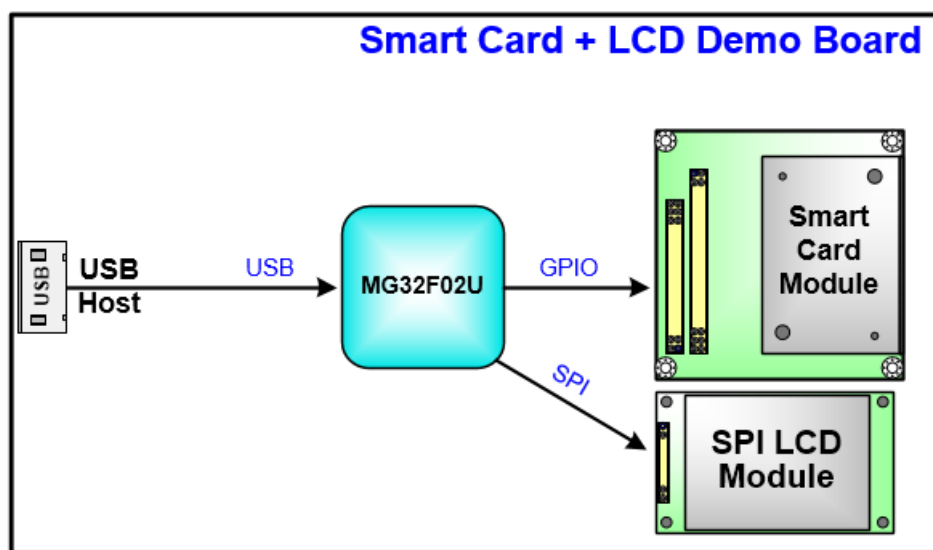 Smart Card + LCD Demo Board
USB
USB
Host
USB
MG32F02U
GPIO
Smart
Card
Module
SPI
SPI LCD
Module